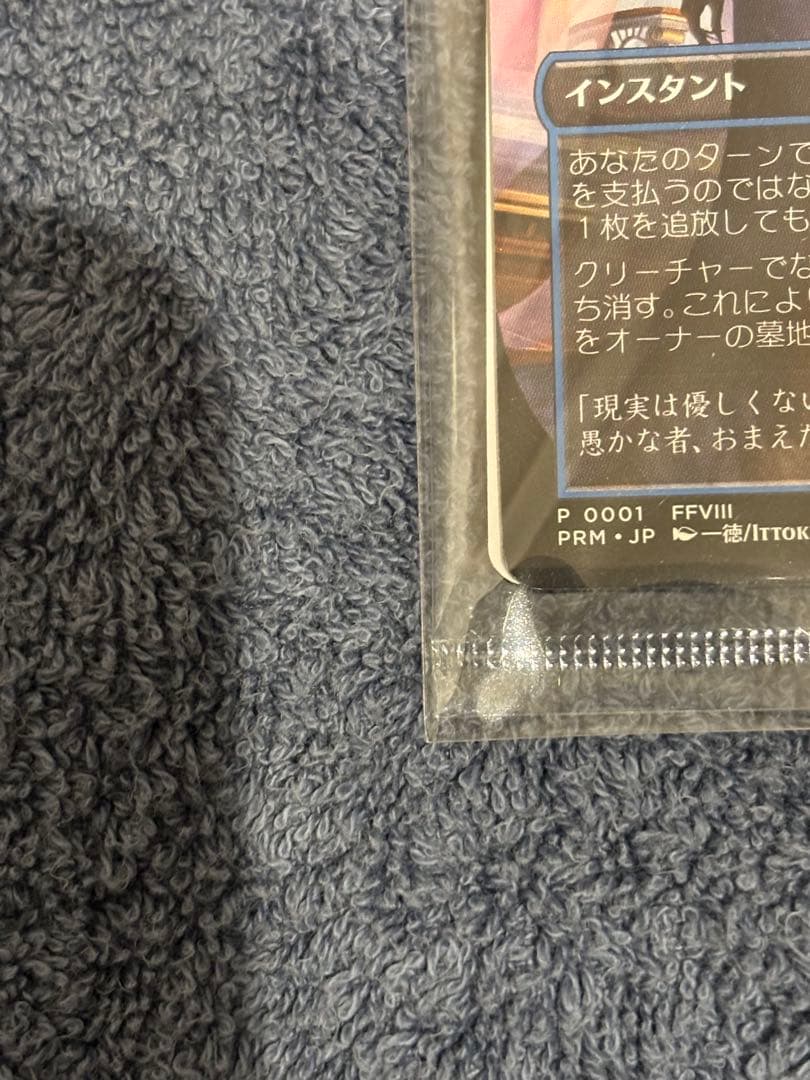 インスタント
あなたのターンで
を支払うのではな
1枚を追放しても
クリーチャーでな
ち消す。これによ
をオーナーの墓地
「現実は優しくない
愚かな者、おまえた
P 0001 FFVIII
PRM・JP 一徳/ITTOK